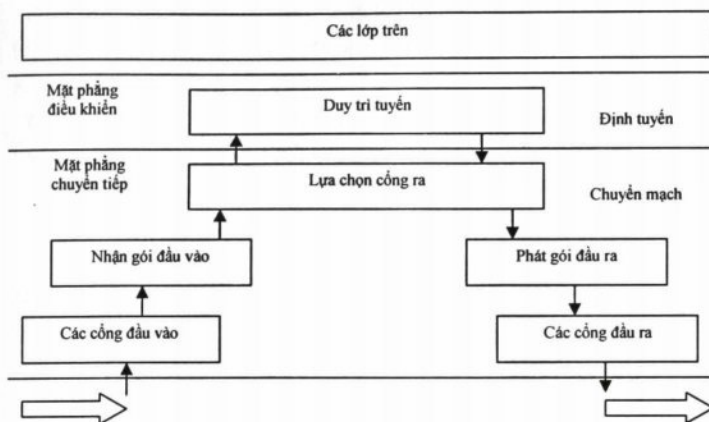 Các lớp trên
Mặt phẳng
điều khiển
Duy trì tuyến
Định tuyến
Mặt phẳng
chuyển tiếp
Lựa chọn cổng ra
Chuyển mạch
Nhận gói đầu vào
Phát gói đầu ra
Các cổng đầu vào
Các cổng đầu ra